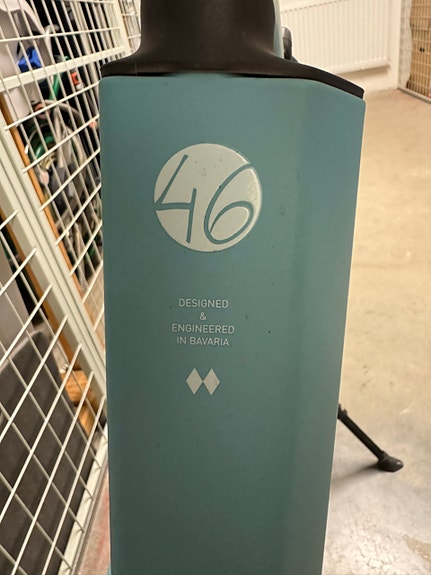 46
DESIGNED
&
ENGINEERED
IN BAVARIA